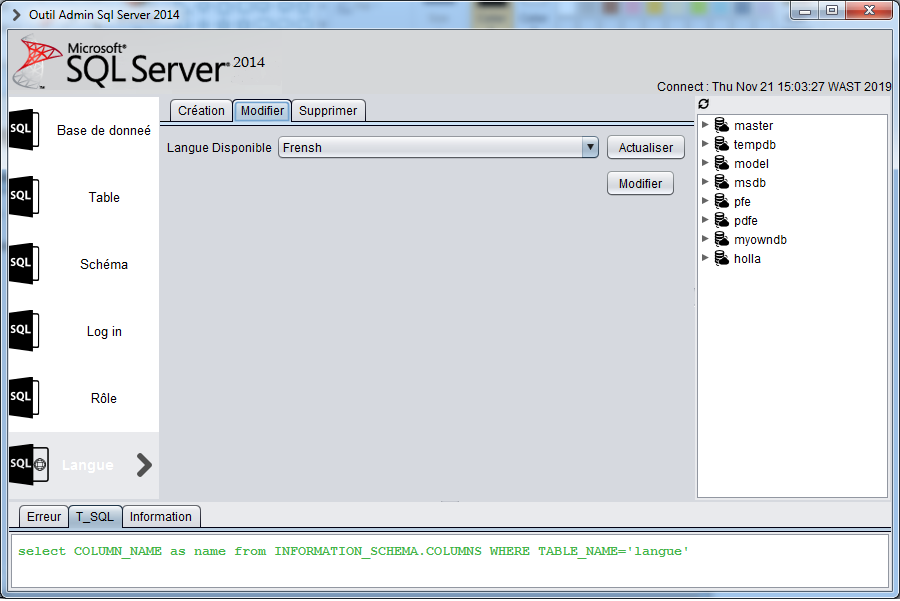 Outil Admin Sql Server 2014
Microsoft®
SQL Server® 2014
Connect : Thu Nov 21 15:03:27 WAST 2019
Création Modifier Supprimer
SQL Base de donneé
Langue Disponible Frensh Actualiser
Modifier
SQL Table
SQL Schéma
SQL Log in
SQL Rôle
SQL Langue
master
tempdb
model
msdb
pfe
pdfe
myowndb
holla
Erreur T_SQL Information
select COLUMN_NAME as name from INFORMATION_SCHEMA.COLUMNS WHERE TABLE_NAME='langue'